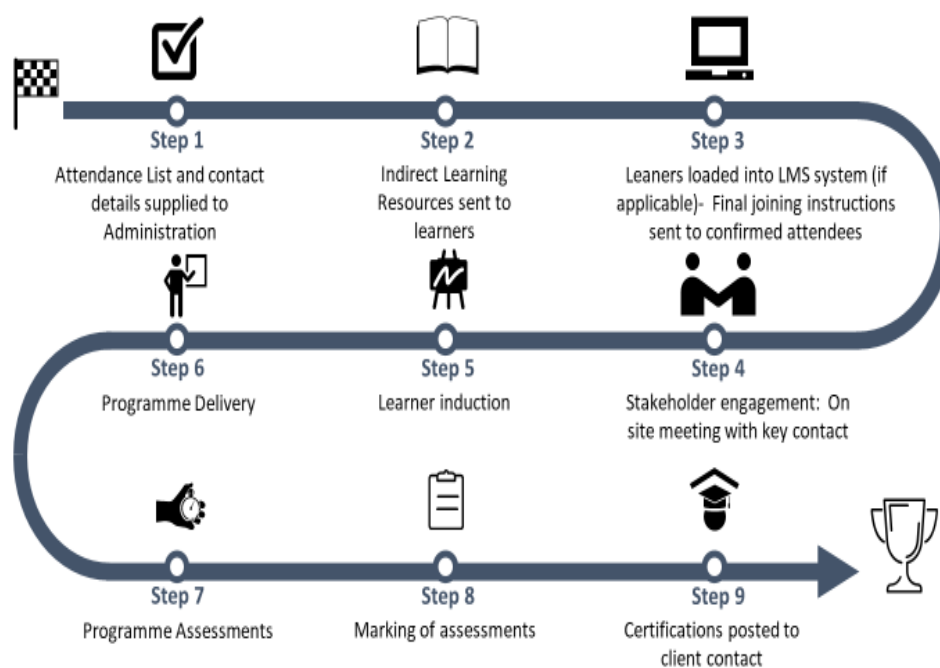 Step 1
Attendance List and contact
details supplied to
Administration
Step 2
Indirect Learning
Resources sent to
learners
Step 3
Leaners loaded into LMS system (if
applicable)-  Final joining instructions
sent to confirmed attendees
Step 4
Stakeholder engagement:  On
site meeting with key contact
Step 5
Learner induction
Step 6
Programme Delivery
Step 7
Programme Assessments
Step 8
Marking of assessments
Step 9
Certifications posted to
client contact